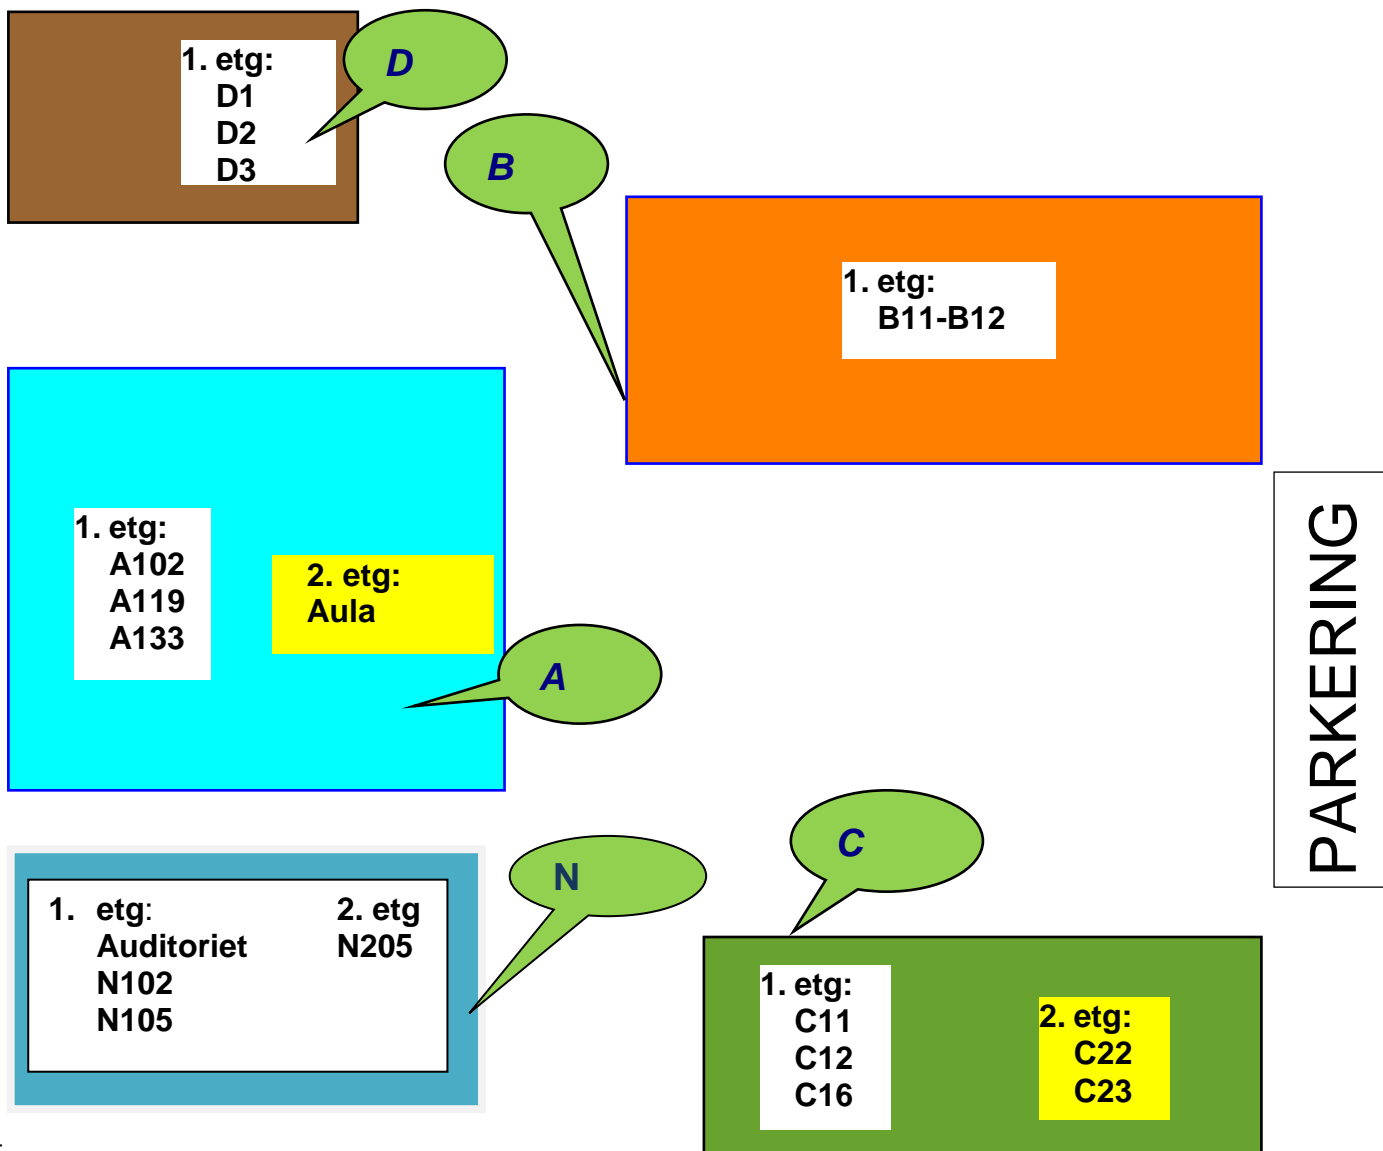 1. etg:
D1
D2
D3
D
B
1. etg:
B11-B12
1. etg:
A102
A119
A133
2. etg:
Aula
A
PARKERING
N
C
1. etg:
Auditoriet
N102
N105
2. etg
N205
1. etg:
C11
C12
C16
2. etg:
C22
C23